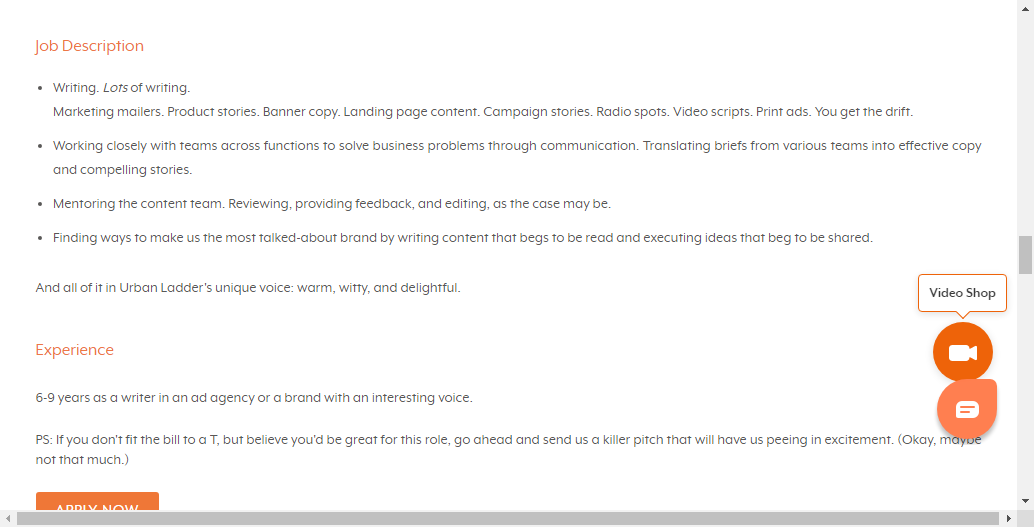 Job Description
Writing. Lots of writing.
Marketing mailers. Product stories. Banner copy. Landing page content. Campaign stories. Radio spots. Video scripts. Print ads. You get the drift.
Working closely with teams across functions to solve business problems through communication. Translating briefs from various teams into effective copy
and compelling stories.
Mentoring the content team. Reviewing, providing feedback, and editing, as the case may be.
Finding ways to make us the most talked-about brand by writing content that begs to be read and executing ideas that beg to be shared.
And all of it in Urban Ladder's unique voice: warm, witty, and delightful.
Video Shop
Experience
6-9 years as a writer in an ad agency or a brand with an interesting voice.
PS: If you don't fit the bill to a T, but believe you'd be great for this role, go ahead and send us a killer pitch that will have us peeing in excitement. (Okay, maybe
not that much.)
APPLY NOW